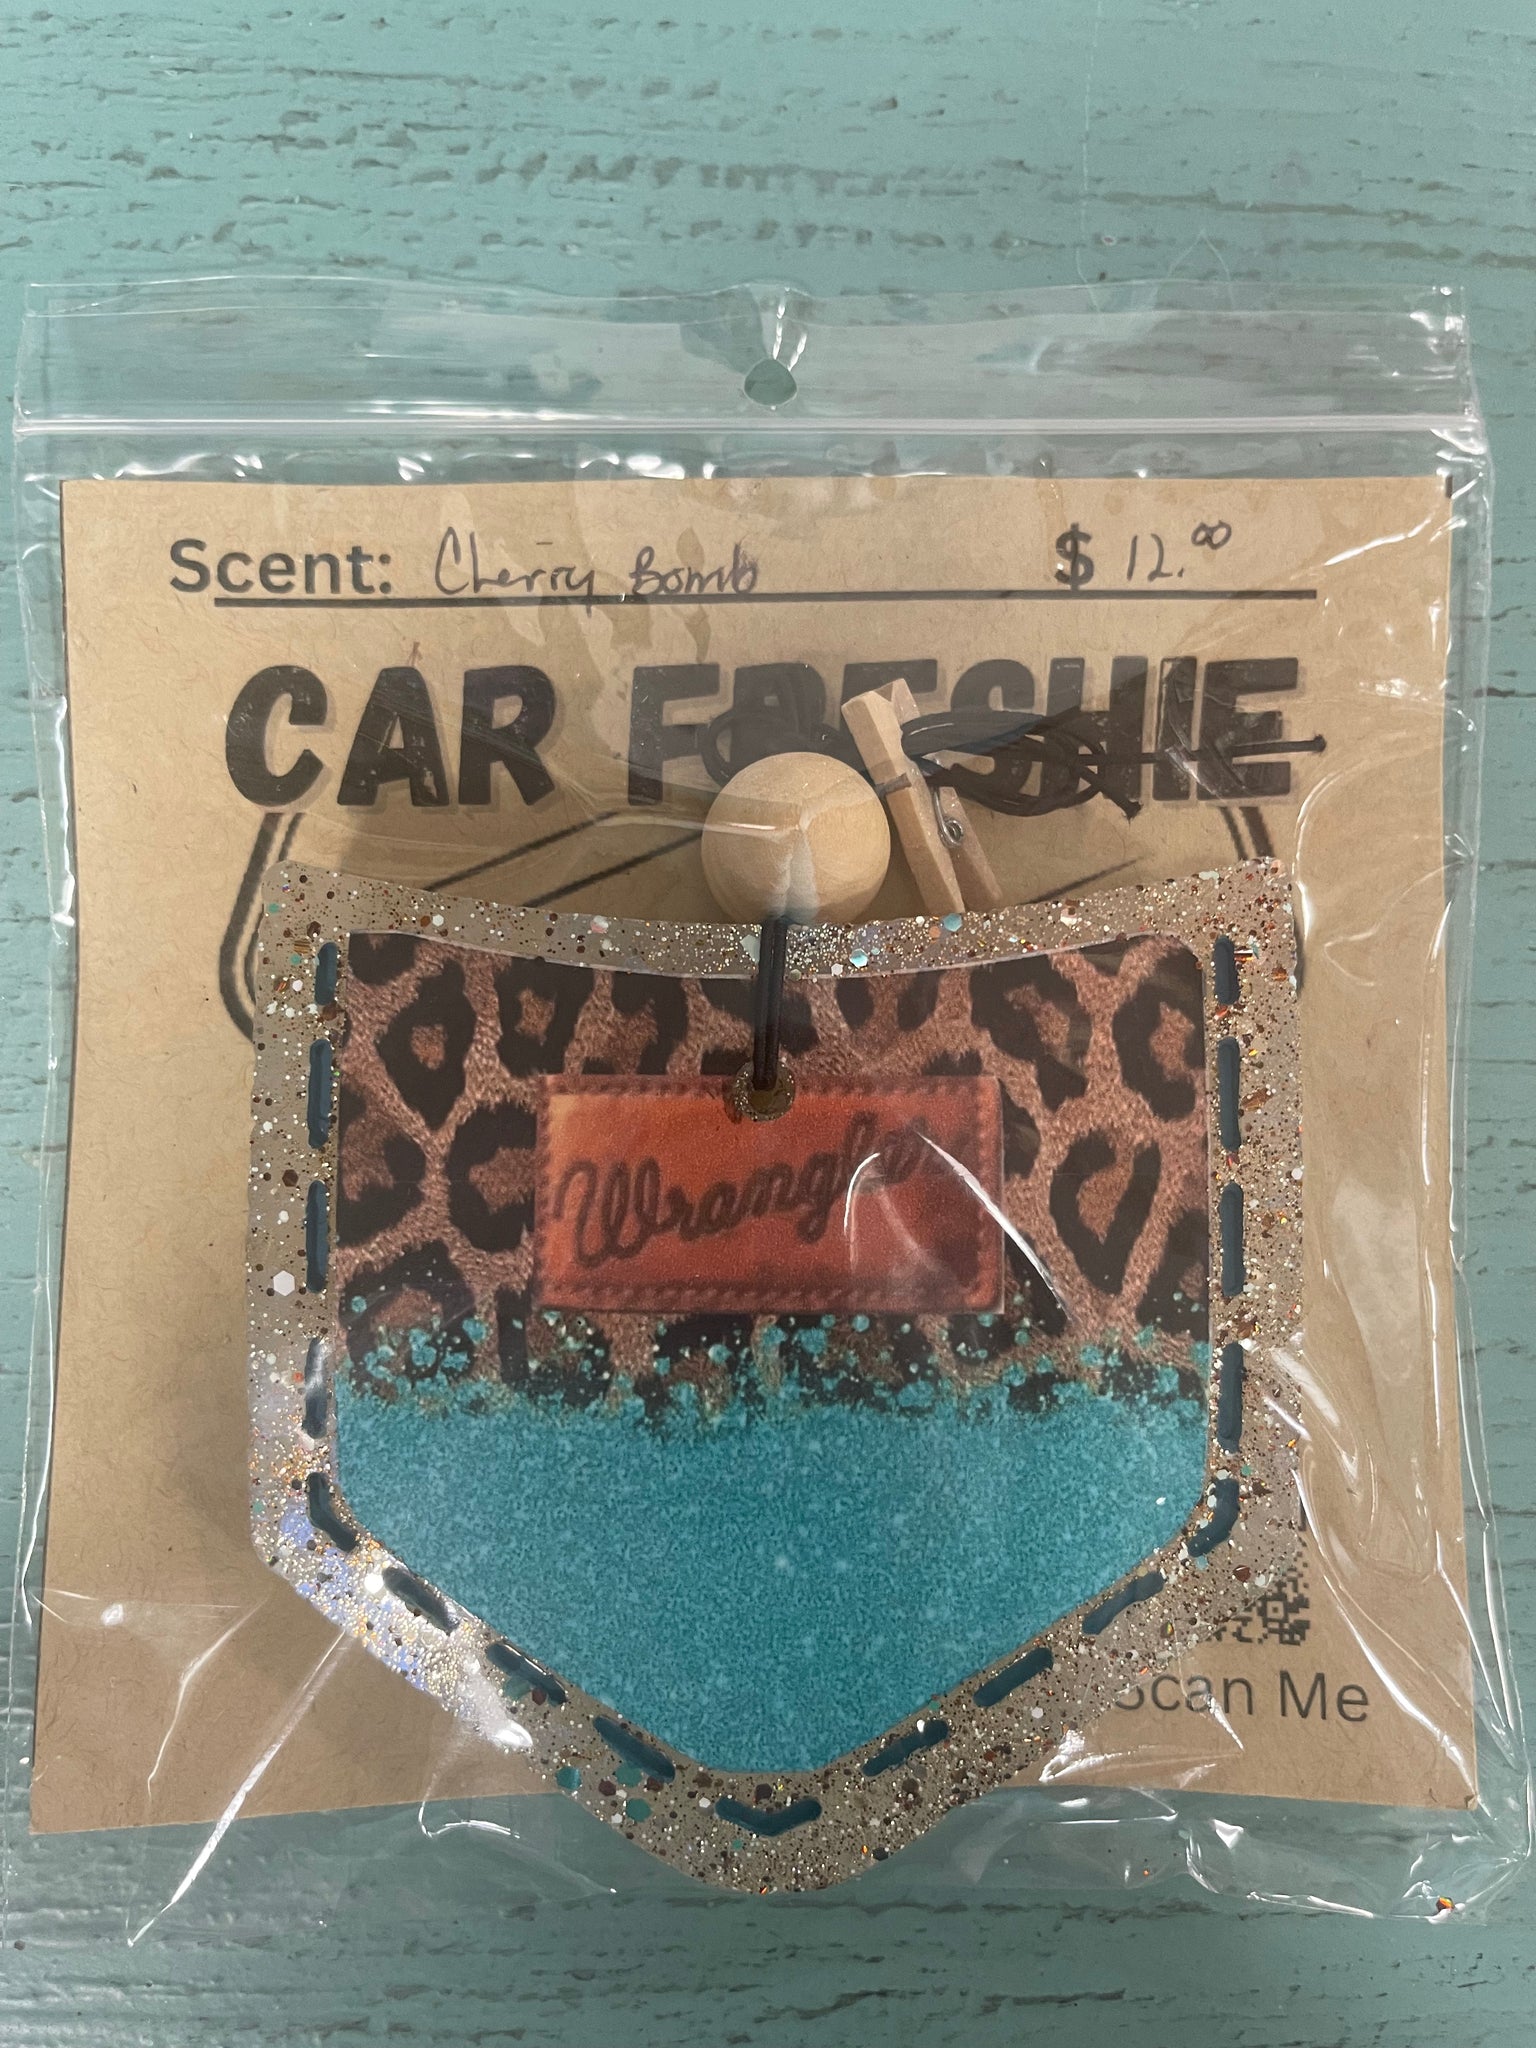 Scent: Cherry Bomb $ 12.00
CAR FRESHIE
Wrangler
Scan Me